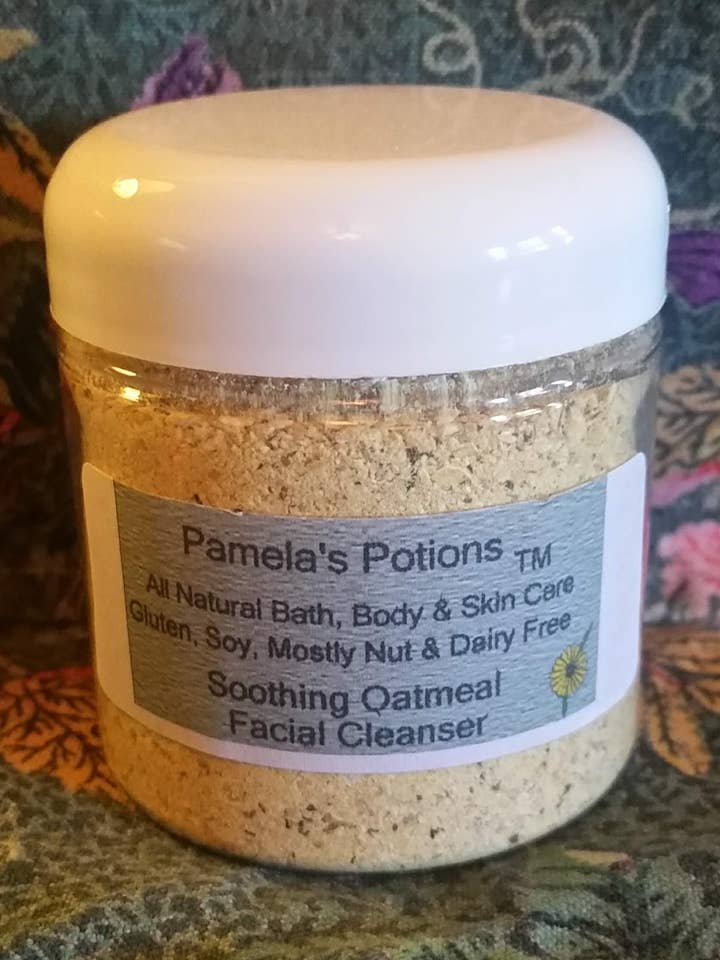 Pamela's Potions TM
All Natural Bath, Body & Skin Care
Gluten, Soy, Mostly Nut & Dairy Free
Soothing Oatmeal
Facial Cleanser